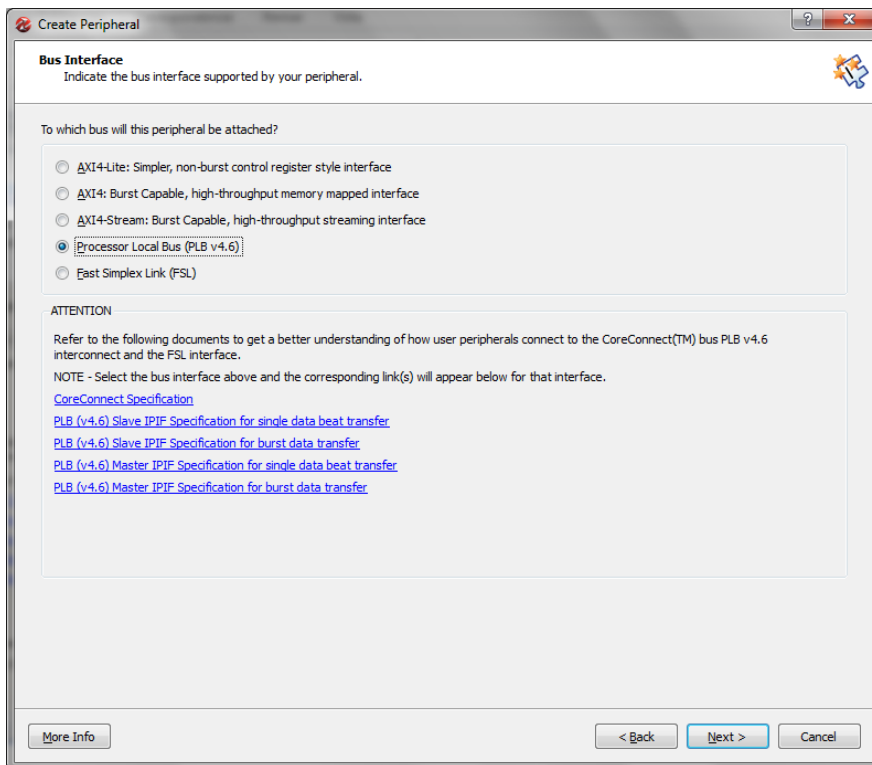 Create Peripheral
Bus Interface
Indicate the bus interface supported by your peripheral.
To which bus will this peripheral be attached?
AXI4-Lite: Simpler, non-burst control register style interface
AXI4: Burst Capable, high-throughput memory mapped interface
AXI4-Stream: Burst Capable, high-throughput streaming interface
Processor Local Bus (PLB v4.6)
Fast Simplex Link (FSL)
ATTENTION
Refer to the following documents to get a better understanding of how user peripherals connect to the CoreConnect(TM) bus PLB v4.6
interconnect and the FSL interface.
NOTE - Select the bus interface above and the corresponding link(s) will appear below for that interface.
CoreConnect Specification
PLB (v4.6) Slave IPIF Specification for single data beat transfer
PLB (v4.6) Slave IPIF Specification for burst data transfer
PLB (v4.6) Master IPIF Specification for single data beat transfer
PLB (v4.6) Master IPIF Specification for burst data transfer
More Info
< Back
Next >
Cancel